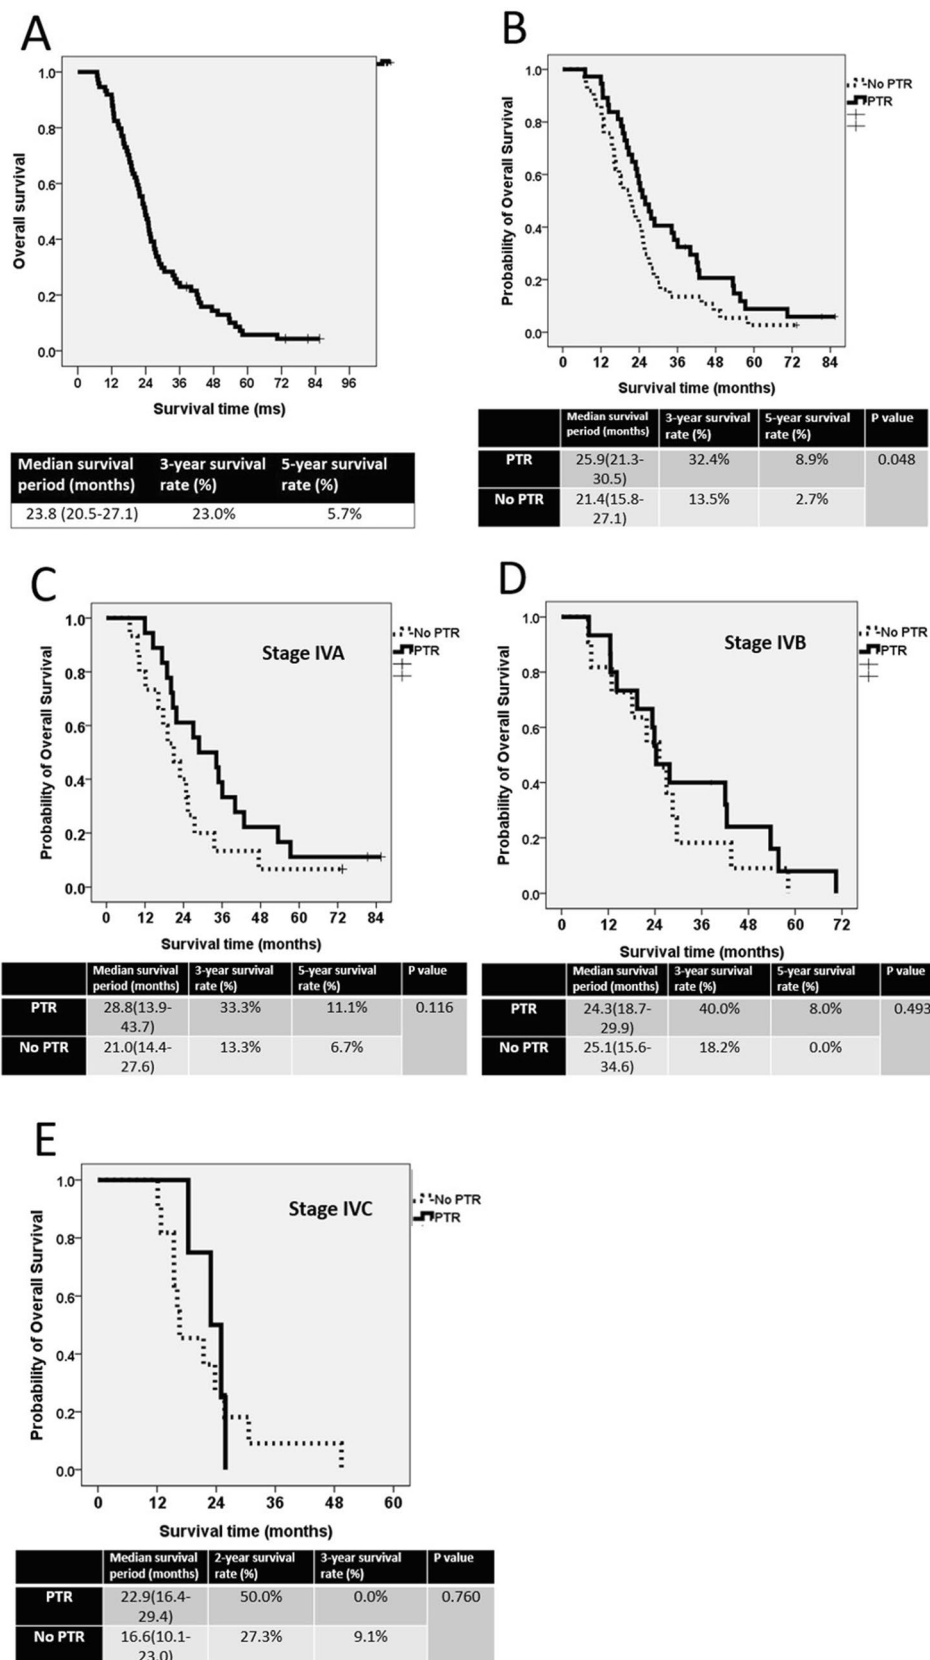 A
1.0
0.8
0.6
0.4
0.2
0.0
Overall survival
0 12 24 36 48 60 72 84 96
Survival time (ms)
Median survival period (months) 3-year survival rate (%) 5-year survival rate (%)
23.8 (20.5-27.1) 23.0% 5.7%
B
No PTR
PTR
1.0
0.8
0.6
0.4
0.2
0.0
Probability of Overall Survival
0 12 24 36 48 60 72 84
Survival time (months)
Median survival period (months) 3-year survival rate (%) 5-year survival rate (%) P value
PTR 25.9(21.3-30.5) 32.4% 8.9% 0.048
No PTR 21.4(15.8-27.1) 13.5% 2.7%
C
Stage IVA
No PTR
PTR
1.0
0.8
0.6
0.4
0.2
0.0
Probability of Overall Survival
0 12 24 36 48 60 72 84
Survival time (months)
Median survival period (months) 3-year survival rate (%) 5-year survival rate (%) P value
PTR 28.8(13.9-43.7) 33.3% 11.1% 0.116
No PTR 21.0(14.4-27.6) 13.3% 6.7%
D
Stage IVB
No PTR
PTR
1.0
0.8
0.6
0.4
0.2
0.0
Probability of Overall Survival
0 12 24 36 48 60 72
Survival time (months)
Median survival period (months) 3-year survival rate (%) 5-year survival rate (%) P value
PTR 24.3(18.7-29.9) 40.0% 8.0% 0.493
No PTR 25.1(15.6-34.6) 18.2% 0.0%
E
Stage IVC
No PTR
PTR
1.0
0.8
0.6
0.4
0.2
0.0
Probability of Overall Survival
0 12 24 36 48 60
Survival time (months)
Median survival period (months) 2-year survival rate (%) 3-year survival rate (%) P value
PTR 22.9(16.4-29.4) 50.0% 0.0% 0.760
No PTR 16.6(10.1-23.0) 27.3% 9.1%